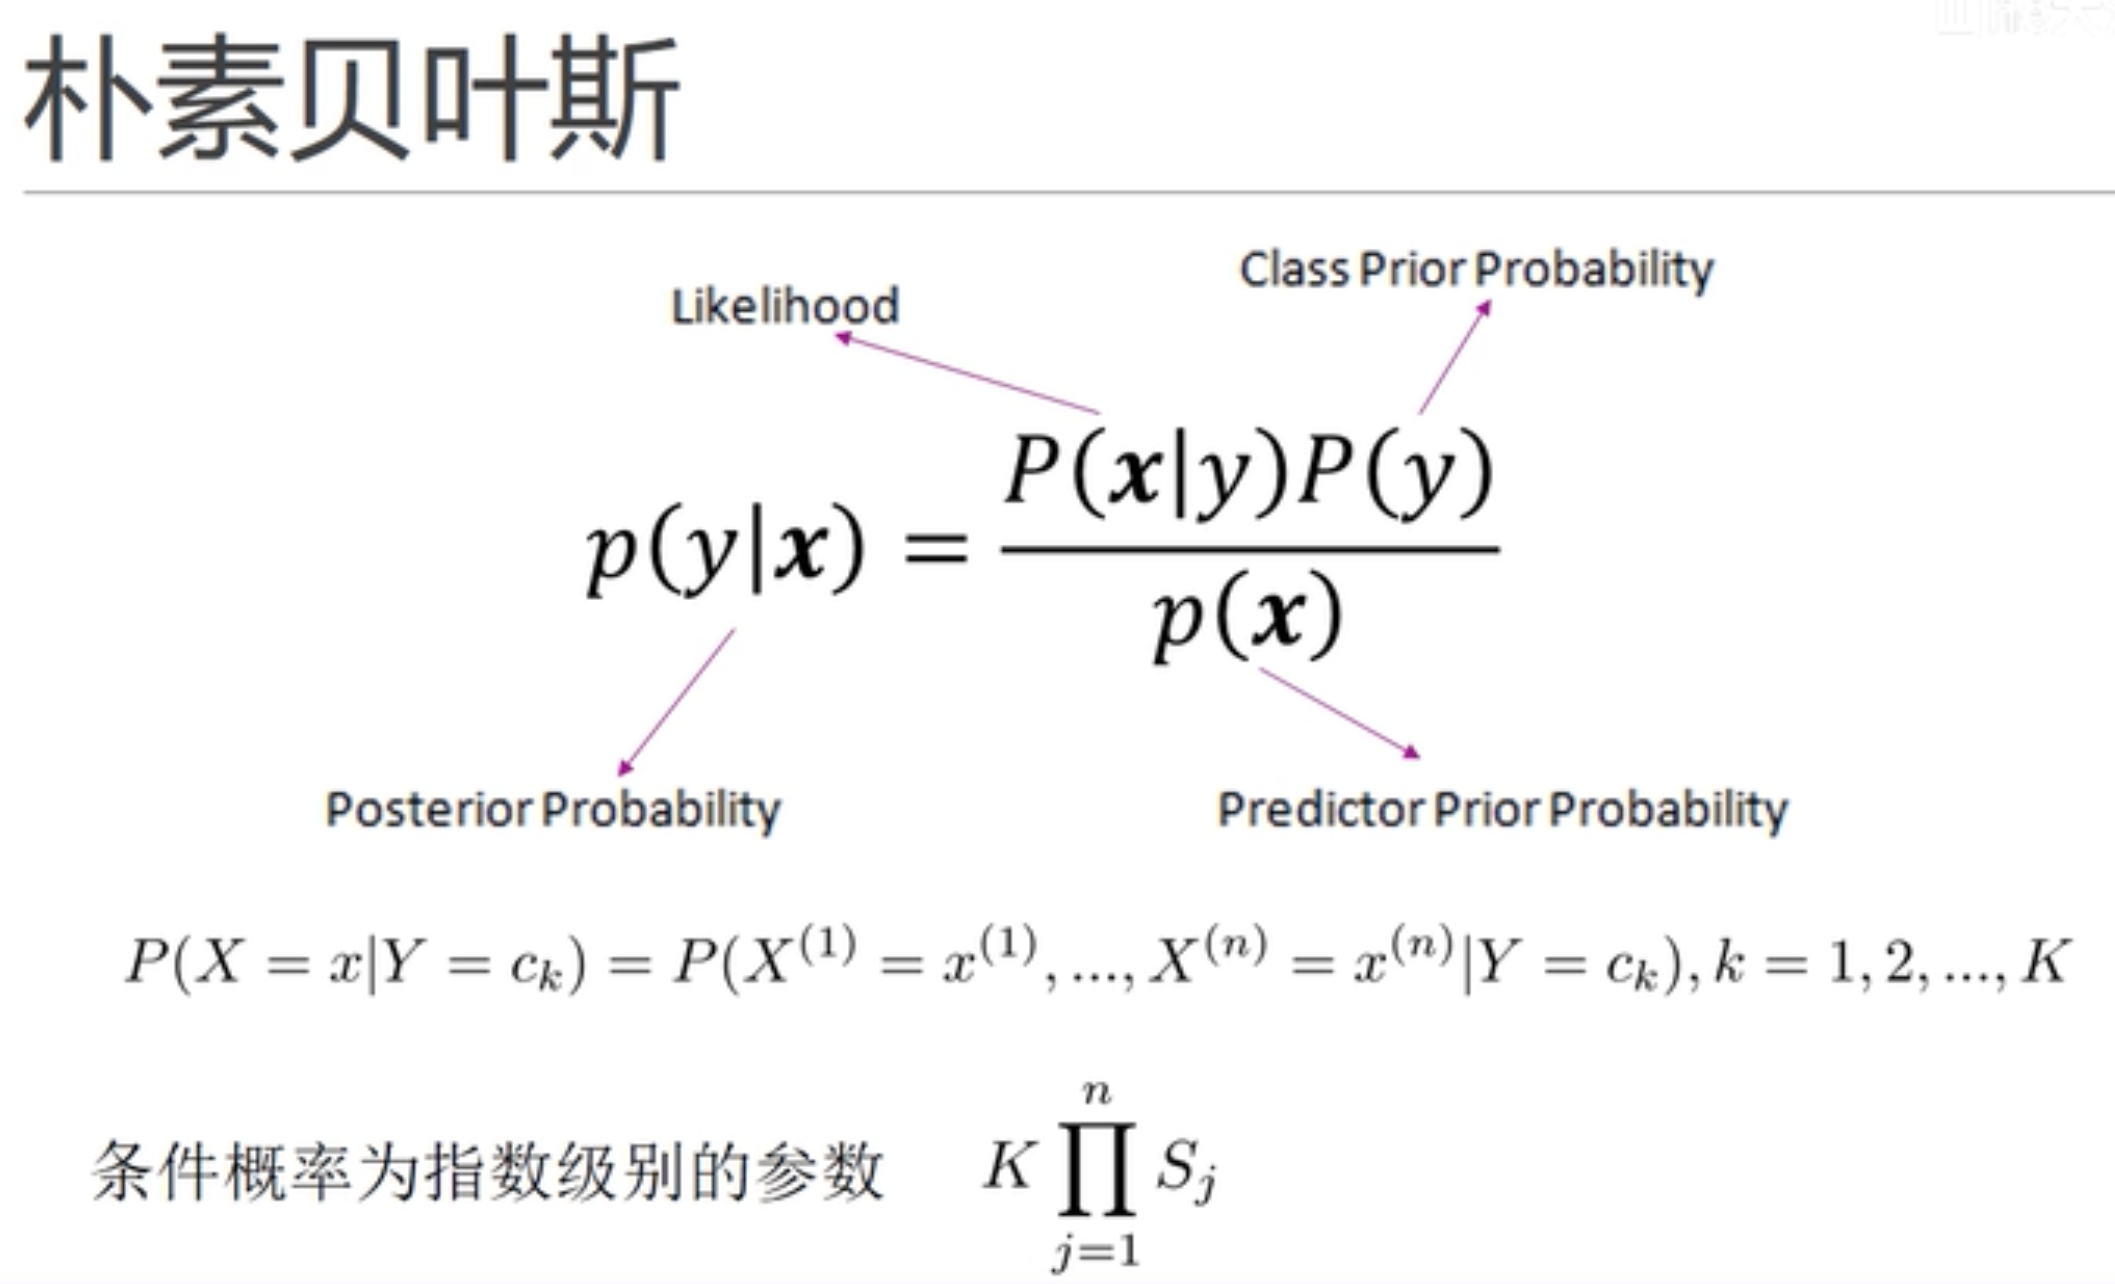 朴素贝叶斯
Class Prior Probability
Likelihood
p(y|x) = P(x|y)P(y) / p(x)
Posterior Probability
Predictor Prior Probability
P(X = x|Y = c_k) = P(X^(1) = x^(1), ..., X^(n) = x^(n)|Y = c_k), k = 1, 2, ..., K
条件概率为指数级别的参数 K ∏_{j=1}^{n} S_j